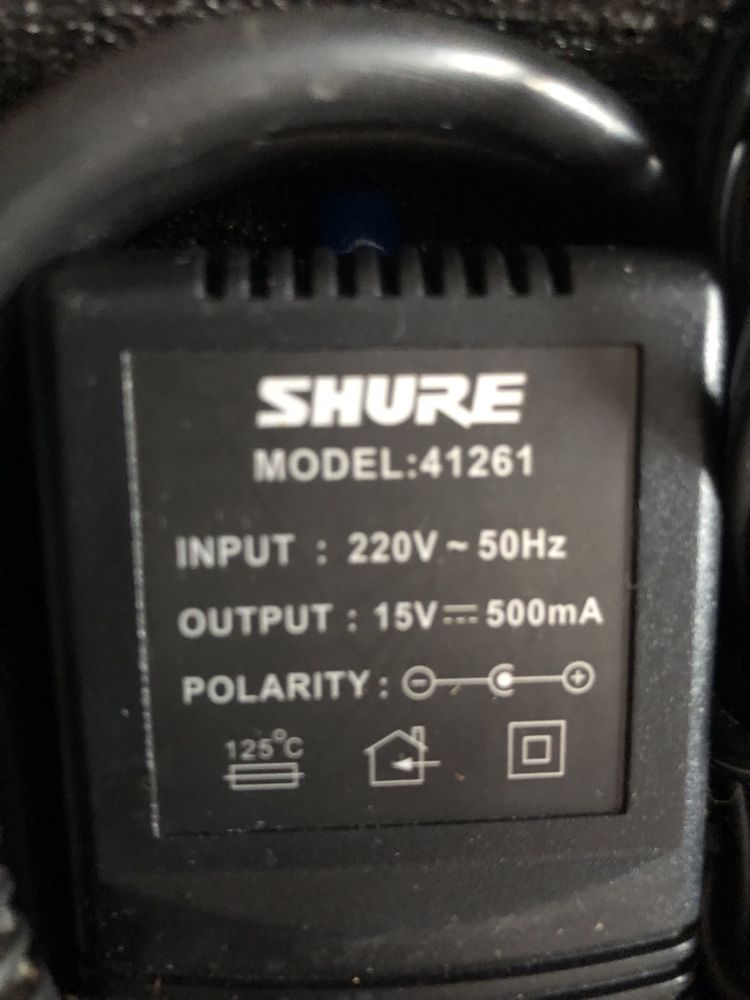 SHURE
MODEL:41261
INPUT : 220V ~ 50Hz
OUTPUT : 15V ⎓ 500mA
POLARITY : ⊖ ⊕
125°C